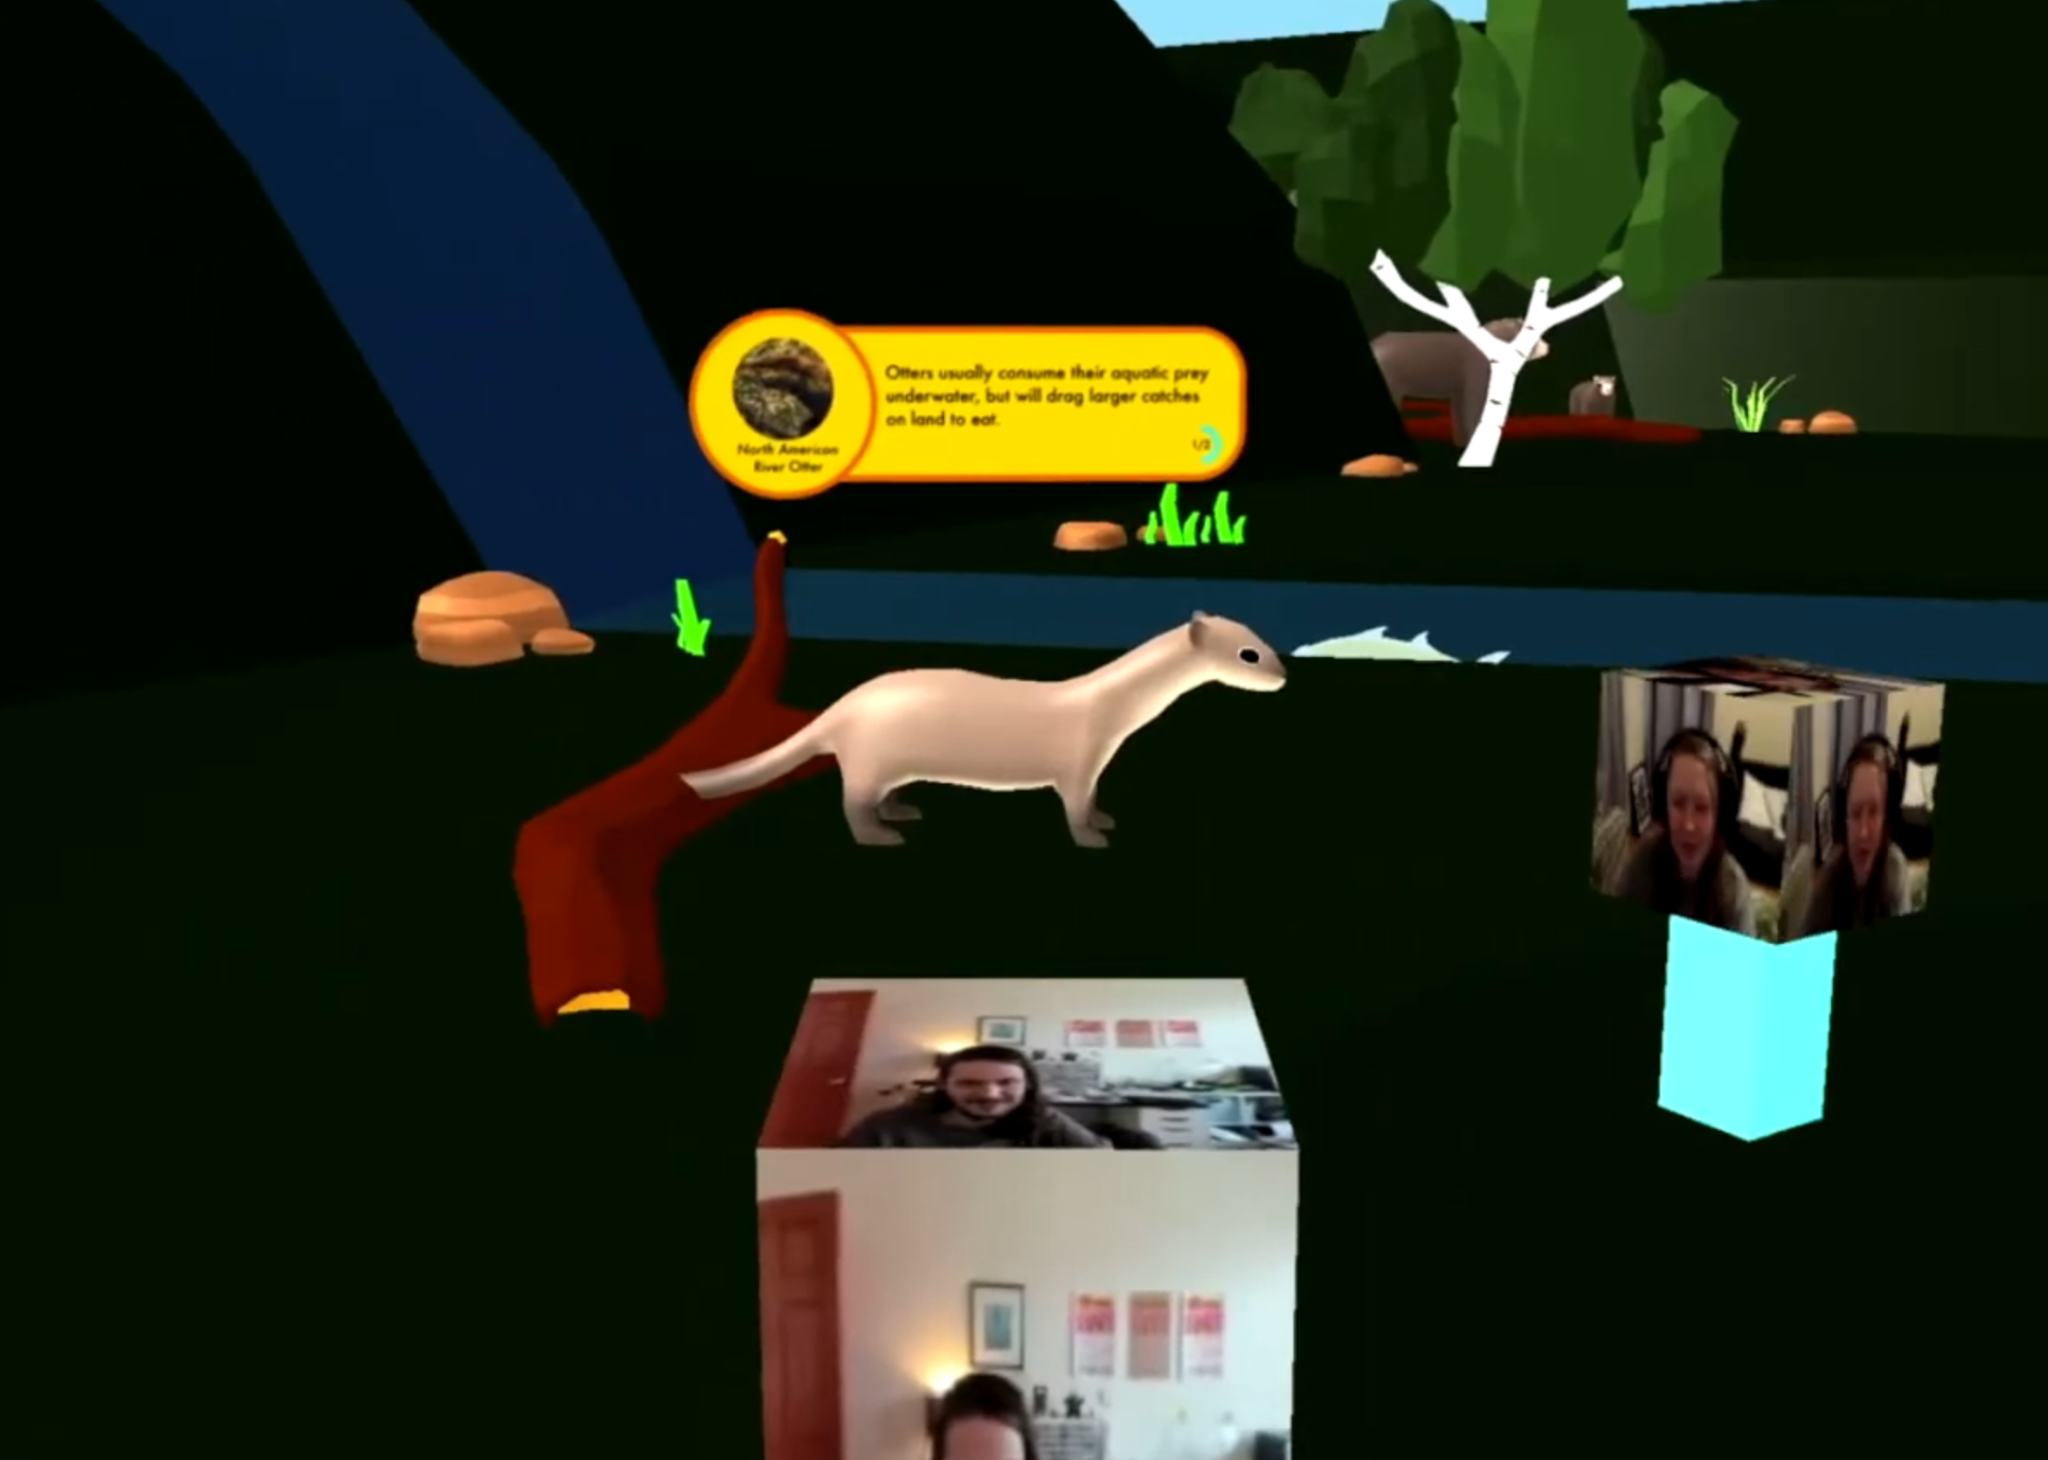 Otters usually consume their aquatic prey
underwater, but will drag larger catches
on land to eat.
1/2
North American
River Otter